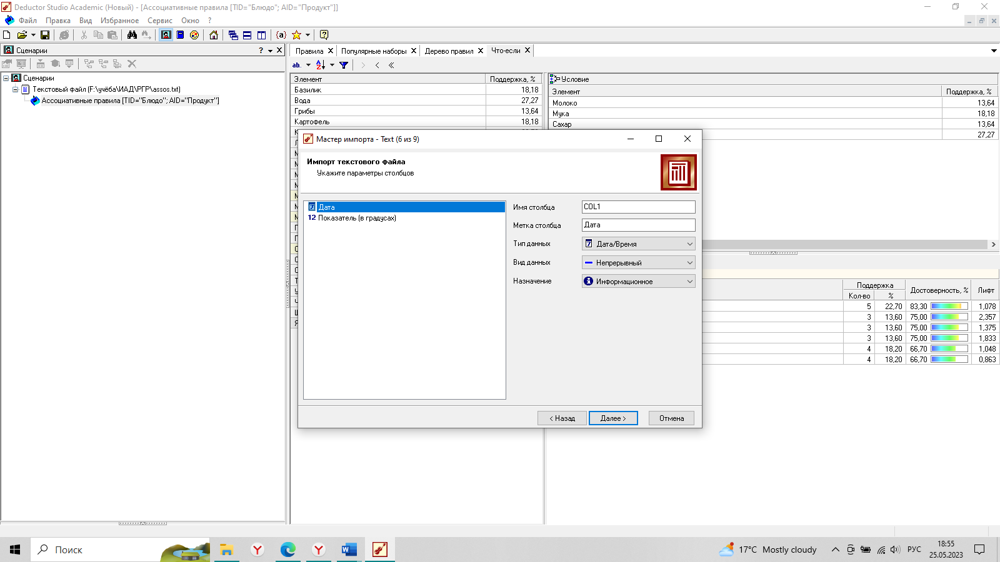 Deductor Studio Academic (Новый) - [Ассоциативные правила [TID="Блюдо"; AID="Продукт"]]
Файл Правка Вид Избранное Сервис Окно ?
Сценарии
Сценарии
Текстовый файл (F:\учёба\ИАД\РГР\assos.txt)
Ассоциативные правила [TID="Блюдо"; AID="Продукт"]
Правила Популярные наборы Дерево правил Что-если
Элемент Поддержка, %
Базилик 18,18
Вода 27,27
Грибы 13,64
Картофель 18,18
Условие
Элемент Поддержка, %
Молоко 13,64
Мука 18,18
Сахар 13,64
27,27
Мастер импорта - Text (6 из 9)
Импорт текстового файла
Укажите параметры столбцов
Дата
12 Показатель (в градусах)
Имя столбца COL1
Метка столбца Дата
Тип данных 7 Дата/Время
Вид данных Непрерывный
Назначение Информационное
< Назад Далее > Отмена
Поддержка Достоверность, % Лифт
Кол-во %
5 22,70 83,30 1,078
3 13,60 75,00 2,357
3 13,60 75,00 1,375
3 13,60 75,00 1,833
4 18,20 66,70 1,048
4 18,20 66,70 0,863
Поиск
17°C Mostly cloudy
РУС
18:55
25.05.2023